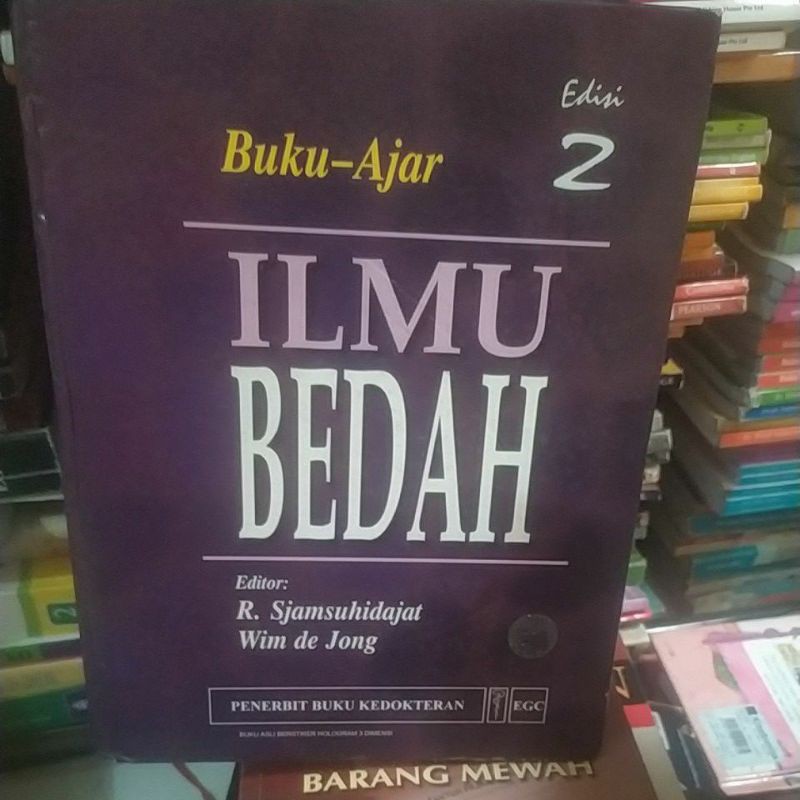 Edisi
2
Buku-Ajar
ILMU
BEDAH
Editor:
R. Sjamsuhidajat
Wim de Jong
PENERBIT BUKU KEDOKTERAN EGC
BUKU ASLI BERSTIKER HOLOGRAM 3 DIMENSI
BARANG MEWAH
PEARSON